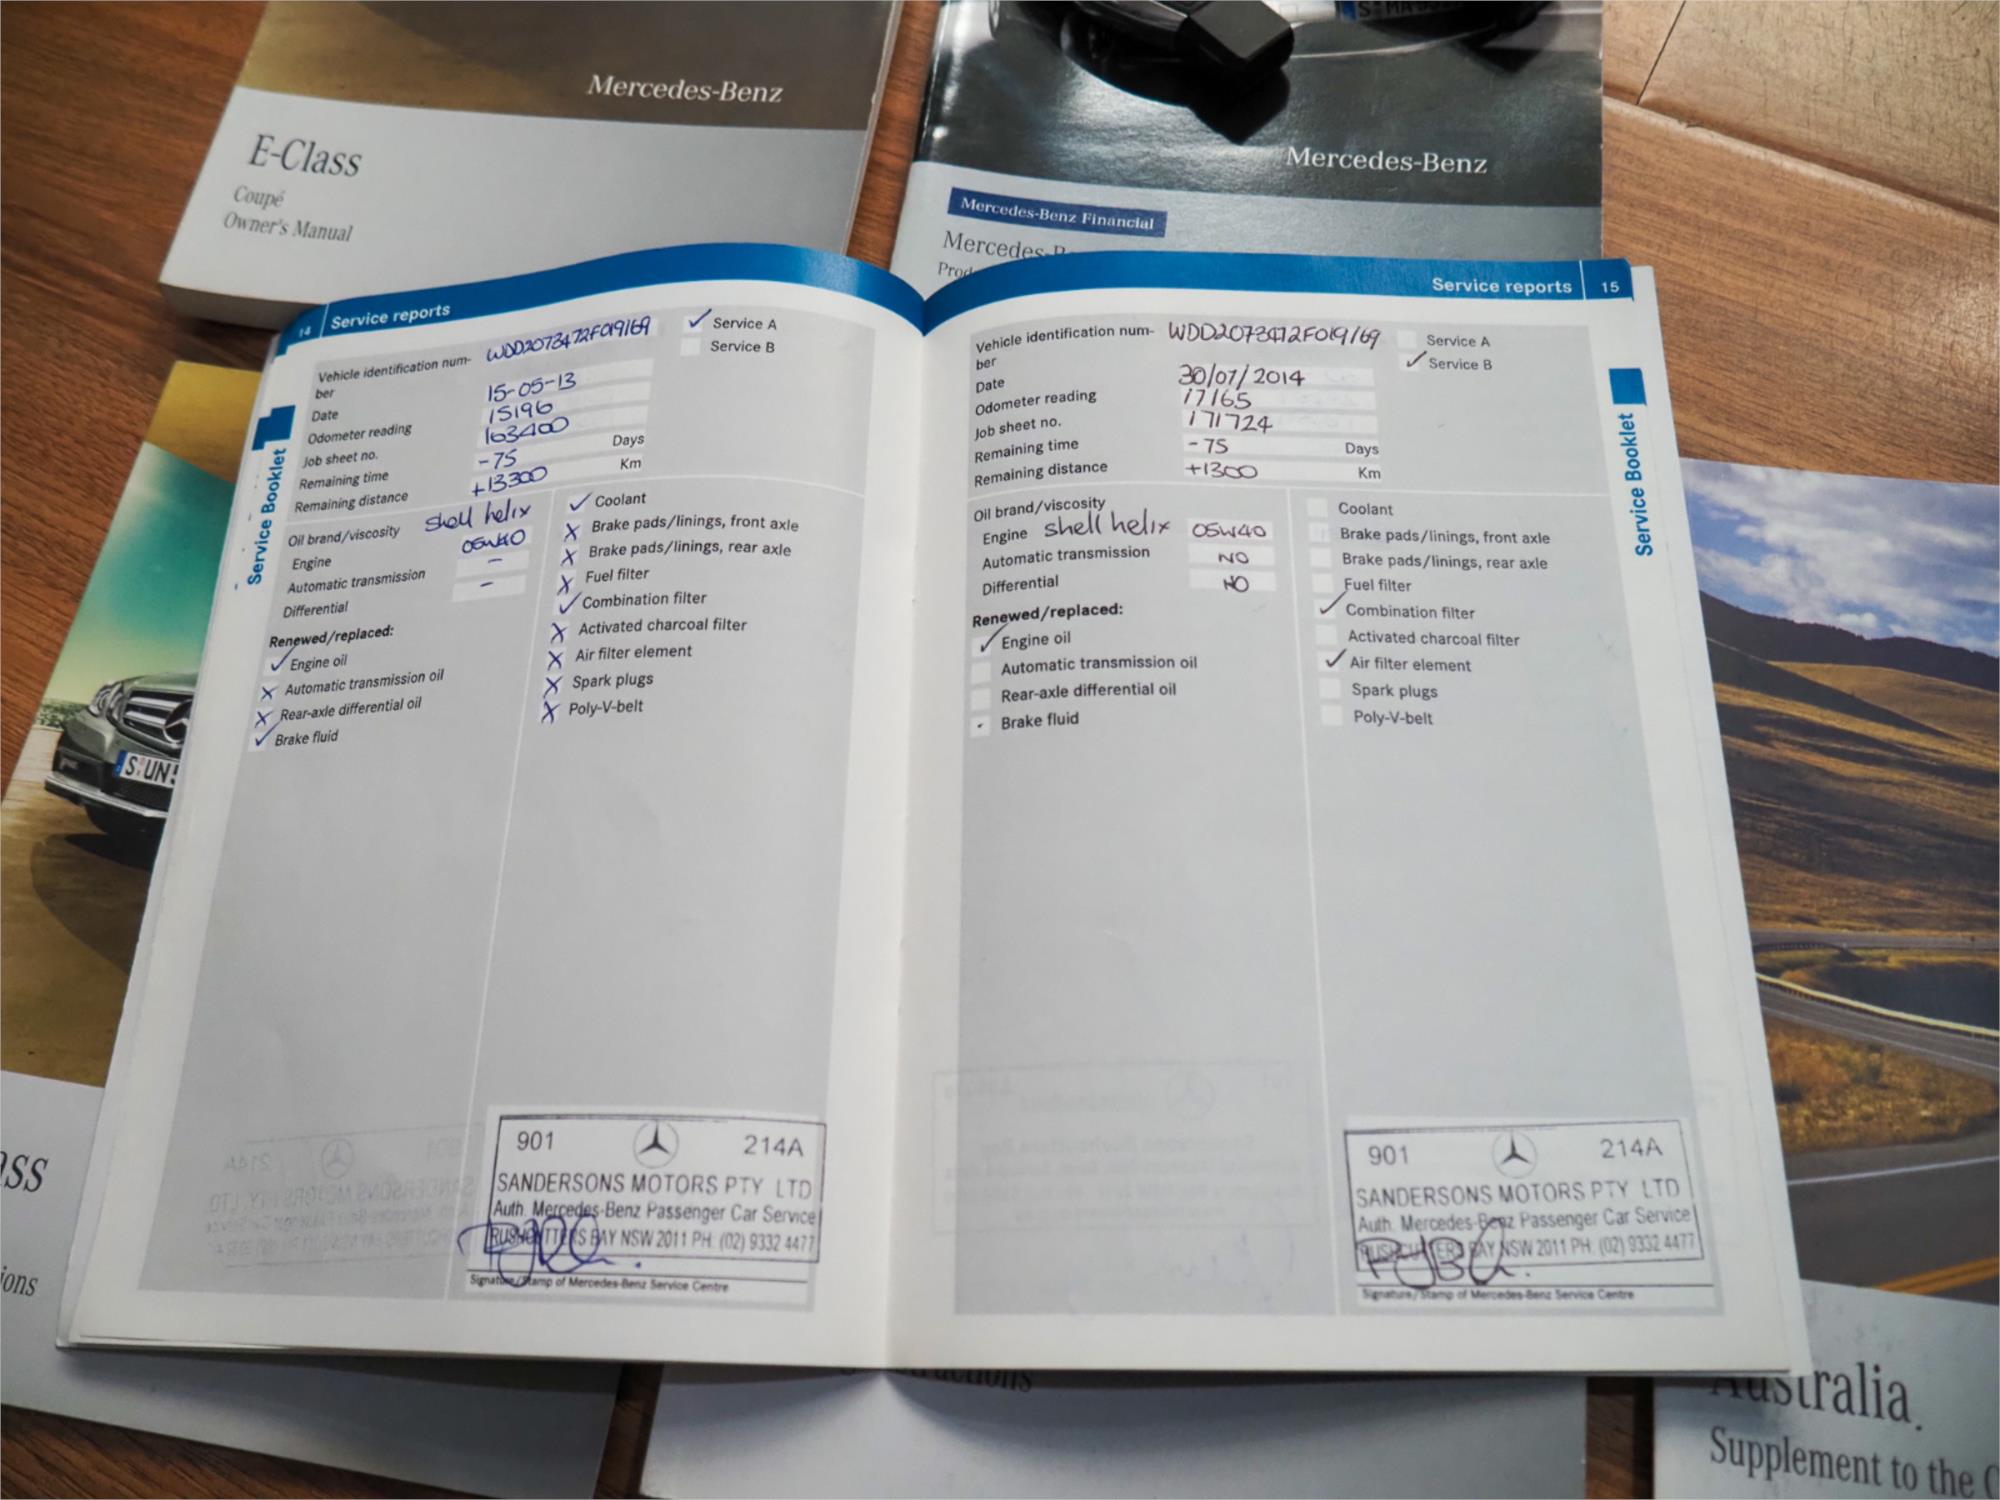 Mercedes-Benz
E-Class
Coupé
Owner's Manual
Mercedes-Benz
Mercedes-Benz Financial
14 Service reports
Vehicle identification num-
ber
WDD2073472F019169
✓ Service A
Service B
Date 15-05-13
Odometer reading 15196
Job sheet no. 163400
Remaining time -75 Days
Remaining distance +13300 Km
Oil brand/viscosity shell helix
Engine 05W40
Automatic transmission -
Differential -
Renewed/replaced:
✓ Engine oil
X Automatic transmission oil
X Rear-axle differential oil
✓ Brake fluid
✓ Coolant
X Brake pads/linings, front axle
X Brake pads/linings, rear axle
X Fuel filter
✓ Combination filter
X Activated charcoal filter
X Air filter element
X Spark plugs
X Poly-V-belt
Service Booklet
901 214A
SANDERSONS MOTORS PTY LTD
Auth. Mercedes-Benz Passenger Car Service
RUSHCUTTERS BAY NSW 2011 PH: (02) 9332 4477
Signature/Stamp of Mercedes-Benz Service Centre
Service reports 15
Vehicle identification num-
ber
WDD2073472F019169
Service A
✓ Service B
Date 30/07/2014
Odometer reading 17165
Job sheet no. 171724
Remaining time -75 Days
Remaining distance +1300 Km
Oil brand/viscosity
Engine shell helix 05W40
Automatic transmission NO
Differential NO
Renewed/replaced:
✓ Engine oil
Automatic transmission oil
Rear-axle differential oil
Brake fluid
Coolant
Brake pads/linings, front axle
Brake pads/linings, rear axle
Fuel filter
✓ Combination filter
Activated charcoal filter
✓ Air filter element
Spark plugs
Poly-V-belt
Service Booklet
901 214A
SANDERSONS MOTORS PTY LTD
Auth. Mercedes-Benz Passenger Car Service
RUSHCUTTERS BAY NSW 2011 PH: (02) 9332 4477
Signature/Stamp of Mercedes-Benz Service Centre
S:UN
Australia.
Supplement to the